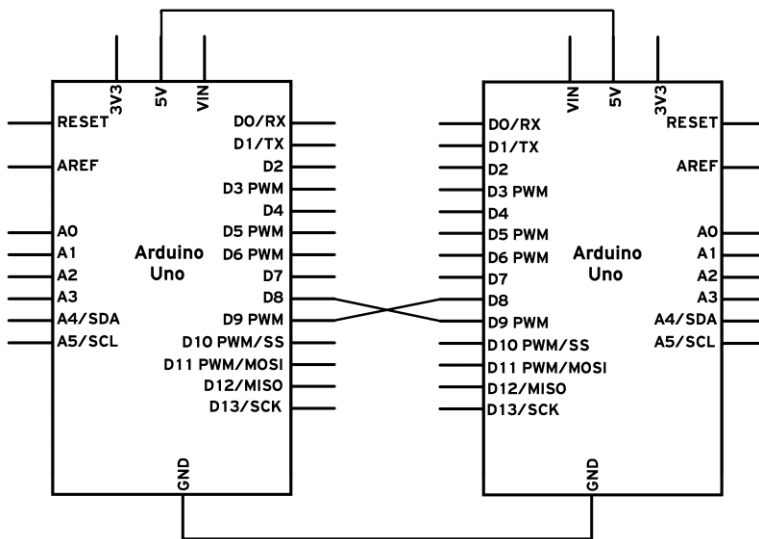 3V3
5V
VIN
RESET
AREF
A0
A1
A2
A3
A4/SDA
A5/SCL
Arduino
Uno
D0/RX
D1/TX
D2
D3 PWM
D4
D5 PWM
D6 PWM
D7
D8
D9 PWM
D10 PWM/SS
D11 PWM/MOSI
D12/MISO
D13/SCK
GND
VIN
5V
3V3
D0/RX
D1/TX
D2
D3 PWM
D4
D5 PWM
D6 PWM
D7
D8
D9 PWM
D10 PWM/SS
D11 PWM/MOSI
D12/MISO
D13/SCK
Arduino
Uno
RESET
AREF
A0
A1
A2
A3
A4/SDA
A5/SCL
GND